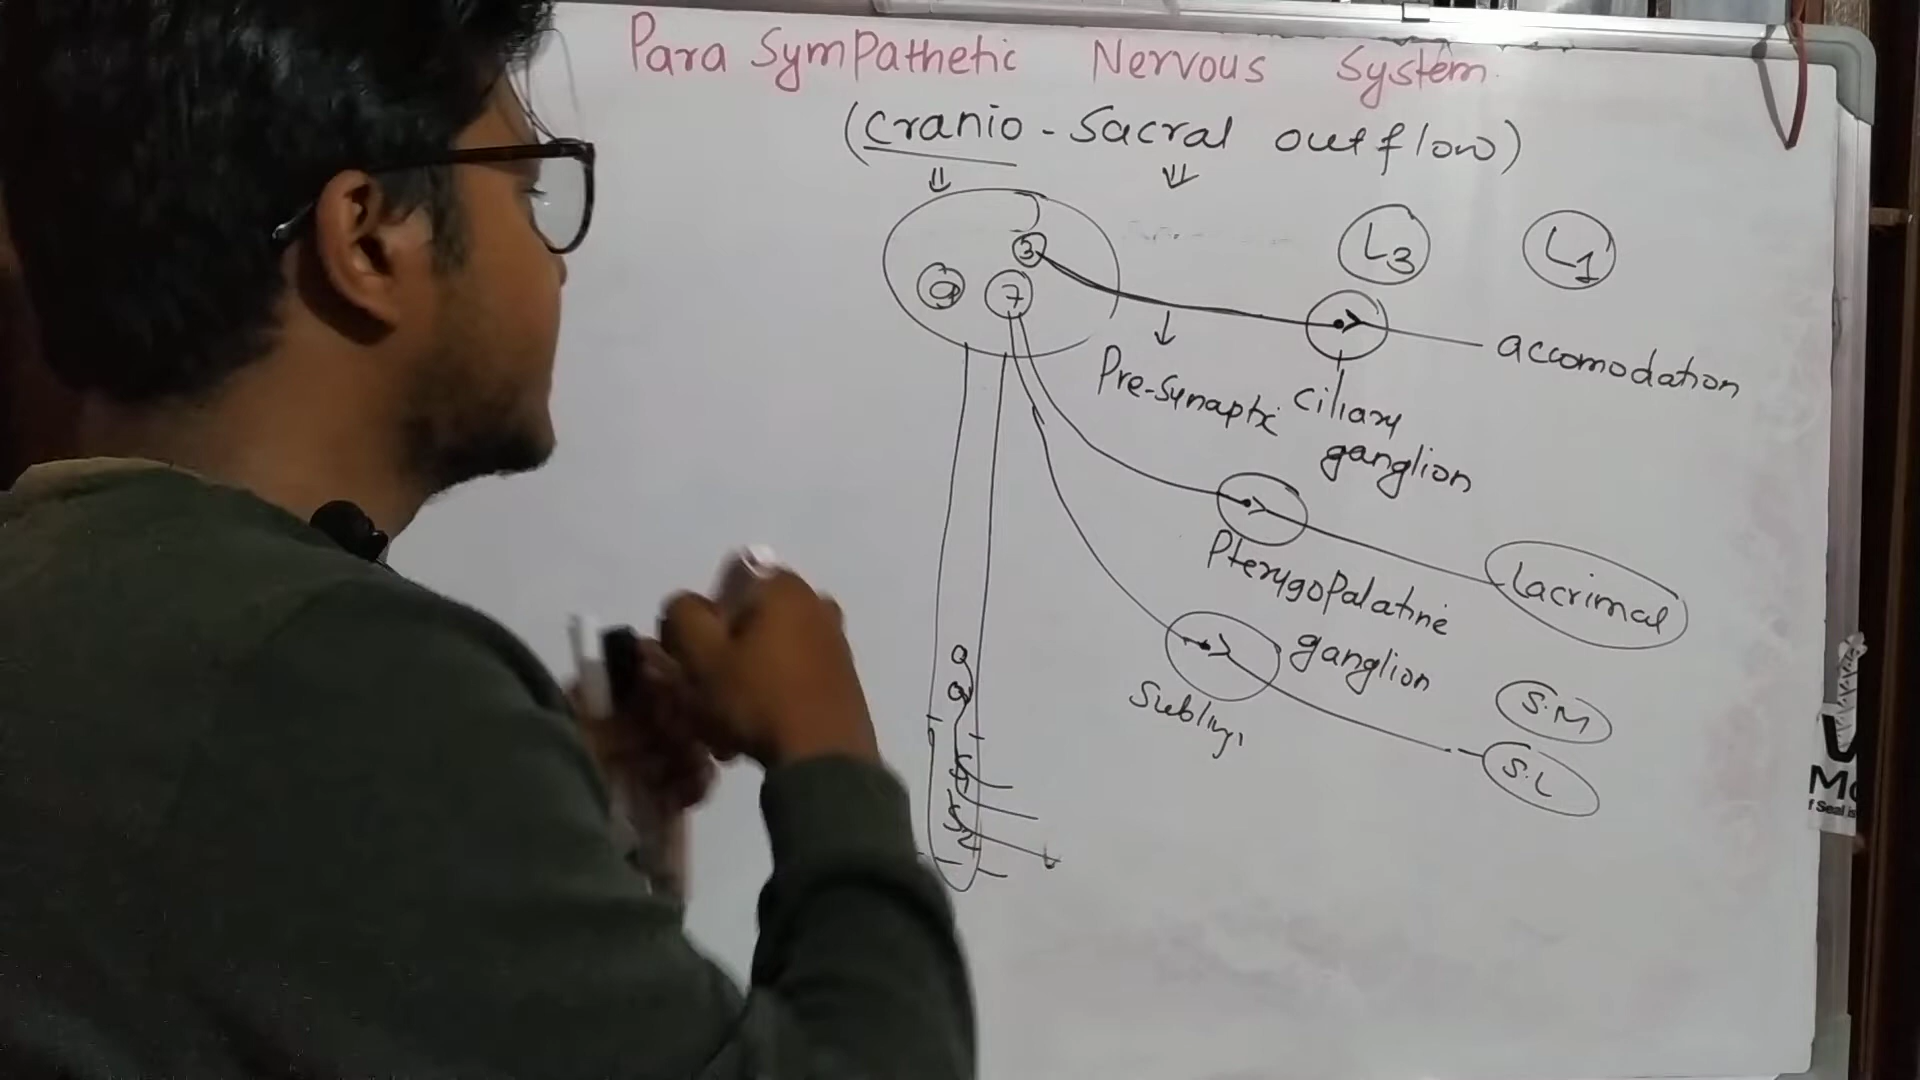 Para Sympathetic Nervous System
(cranio - Sacral outflow)
L3 L1
3
9 7
accomodation
Pre-Synaptic
ciliary
ganglion
Pterygopalatine
ganglion
Lacrimal
S.M
S.L